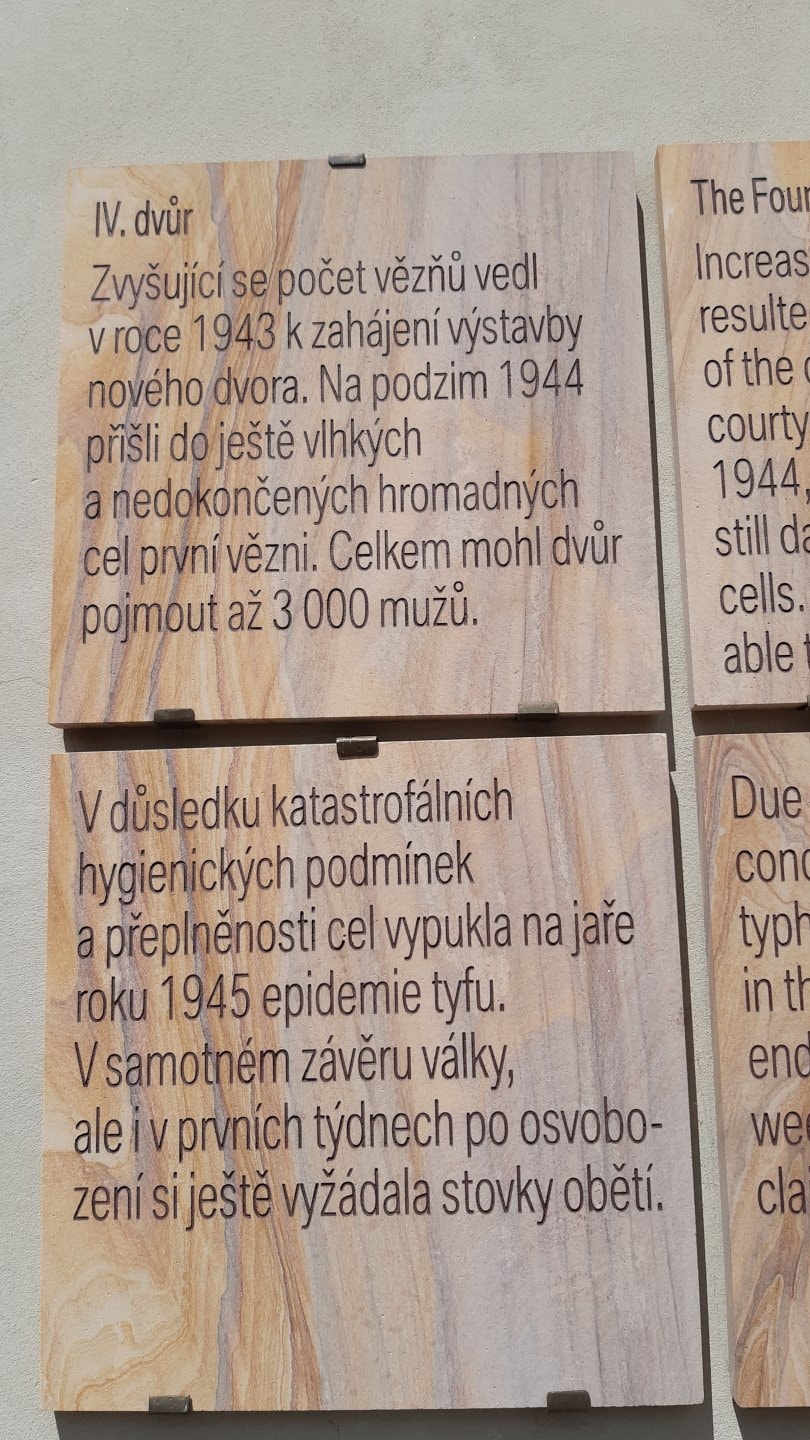 IV. dvůr
Zvyšující se počet vězňů vedl
v roce 1943 k zahájení výstavby
nového dvora. Na podzim 1944
přišli do ještě vlhkých
a nedokončených hromadných
cel první vězni. Celkem mohl dvůr
pojmout až 3 000 mužů.
V důsledku katastrofálních
hygienických podmínek
a přeplněnosti cel vypukla na jaře
roku 1945 epidemie tyfu.
V samotném závěru války,
ale i v prvních týdnech po osvobo-
zení si ještě vyžádala stovky obětí.
The Four
Increas
resulte
of the c
courty
1944,
still da
cells.
able t
Due
conc
typh
in th
end
wee
cla